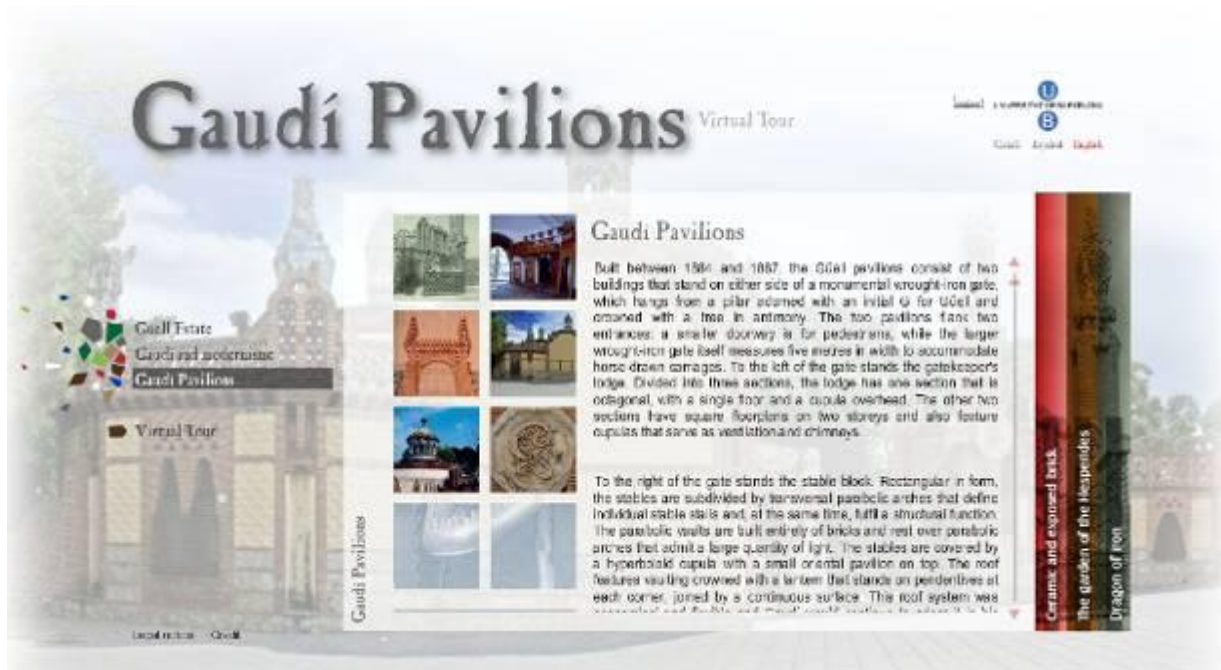 Gaudí Pavilions
Virtual Tour
U
B
English
Güell Estate
Gaudí and modernisme
Gaudí Pavilions
Virtual Tour
Gaudí Pavilions
Gaudí Pavilions
Built between 1884 and 1887, the Güell pavilions consist of two
buildings that stand on either side of a monumental wrought-iron gate,
which hangs from a pillar adorned with an initial G for Güell and
crowned with a tree in antimony. The two pavilions flank two
entrances: a smaller doorway is for pedestrians, while the larger
wrought-iron gate itself measures five metres in width to accommodate
horse-drawn carriages. To the left of the gate stands the gatekeeper's
lodge. Divided into three sections, the lodge has one section that is
octagonal, with a single floor and a cupula overhead. The other two
sections have square floorplans on two storeys and also feature
cupulas that serve as ventilation and chimneys.
To the right of the gate stands the stable block. Rectangular in form,
the stables are subdivided by transversal parabolic arches that define
individual stable stalls and, at the same time, fulfil a structural function.
The parabolic vaults are built entirely of bricks and rest over parabolic
arches that admit a large quantity of light. The stables are covered by
a hyperboloid cupula with a small oriental pavilion on top. The roof
features vaulting crowned with a lantern that stands on pendentives at
each corner, joined by a continuous surface. This roof system was
Ceramic and exposed brick
The garden of the Hesperides
Dragon of iron
Legal notice
Credit